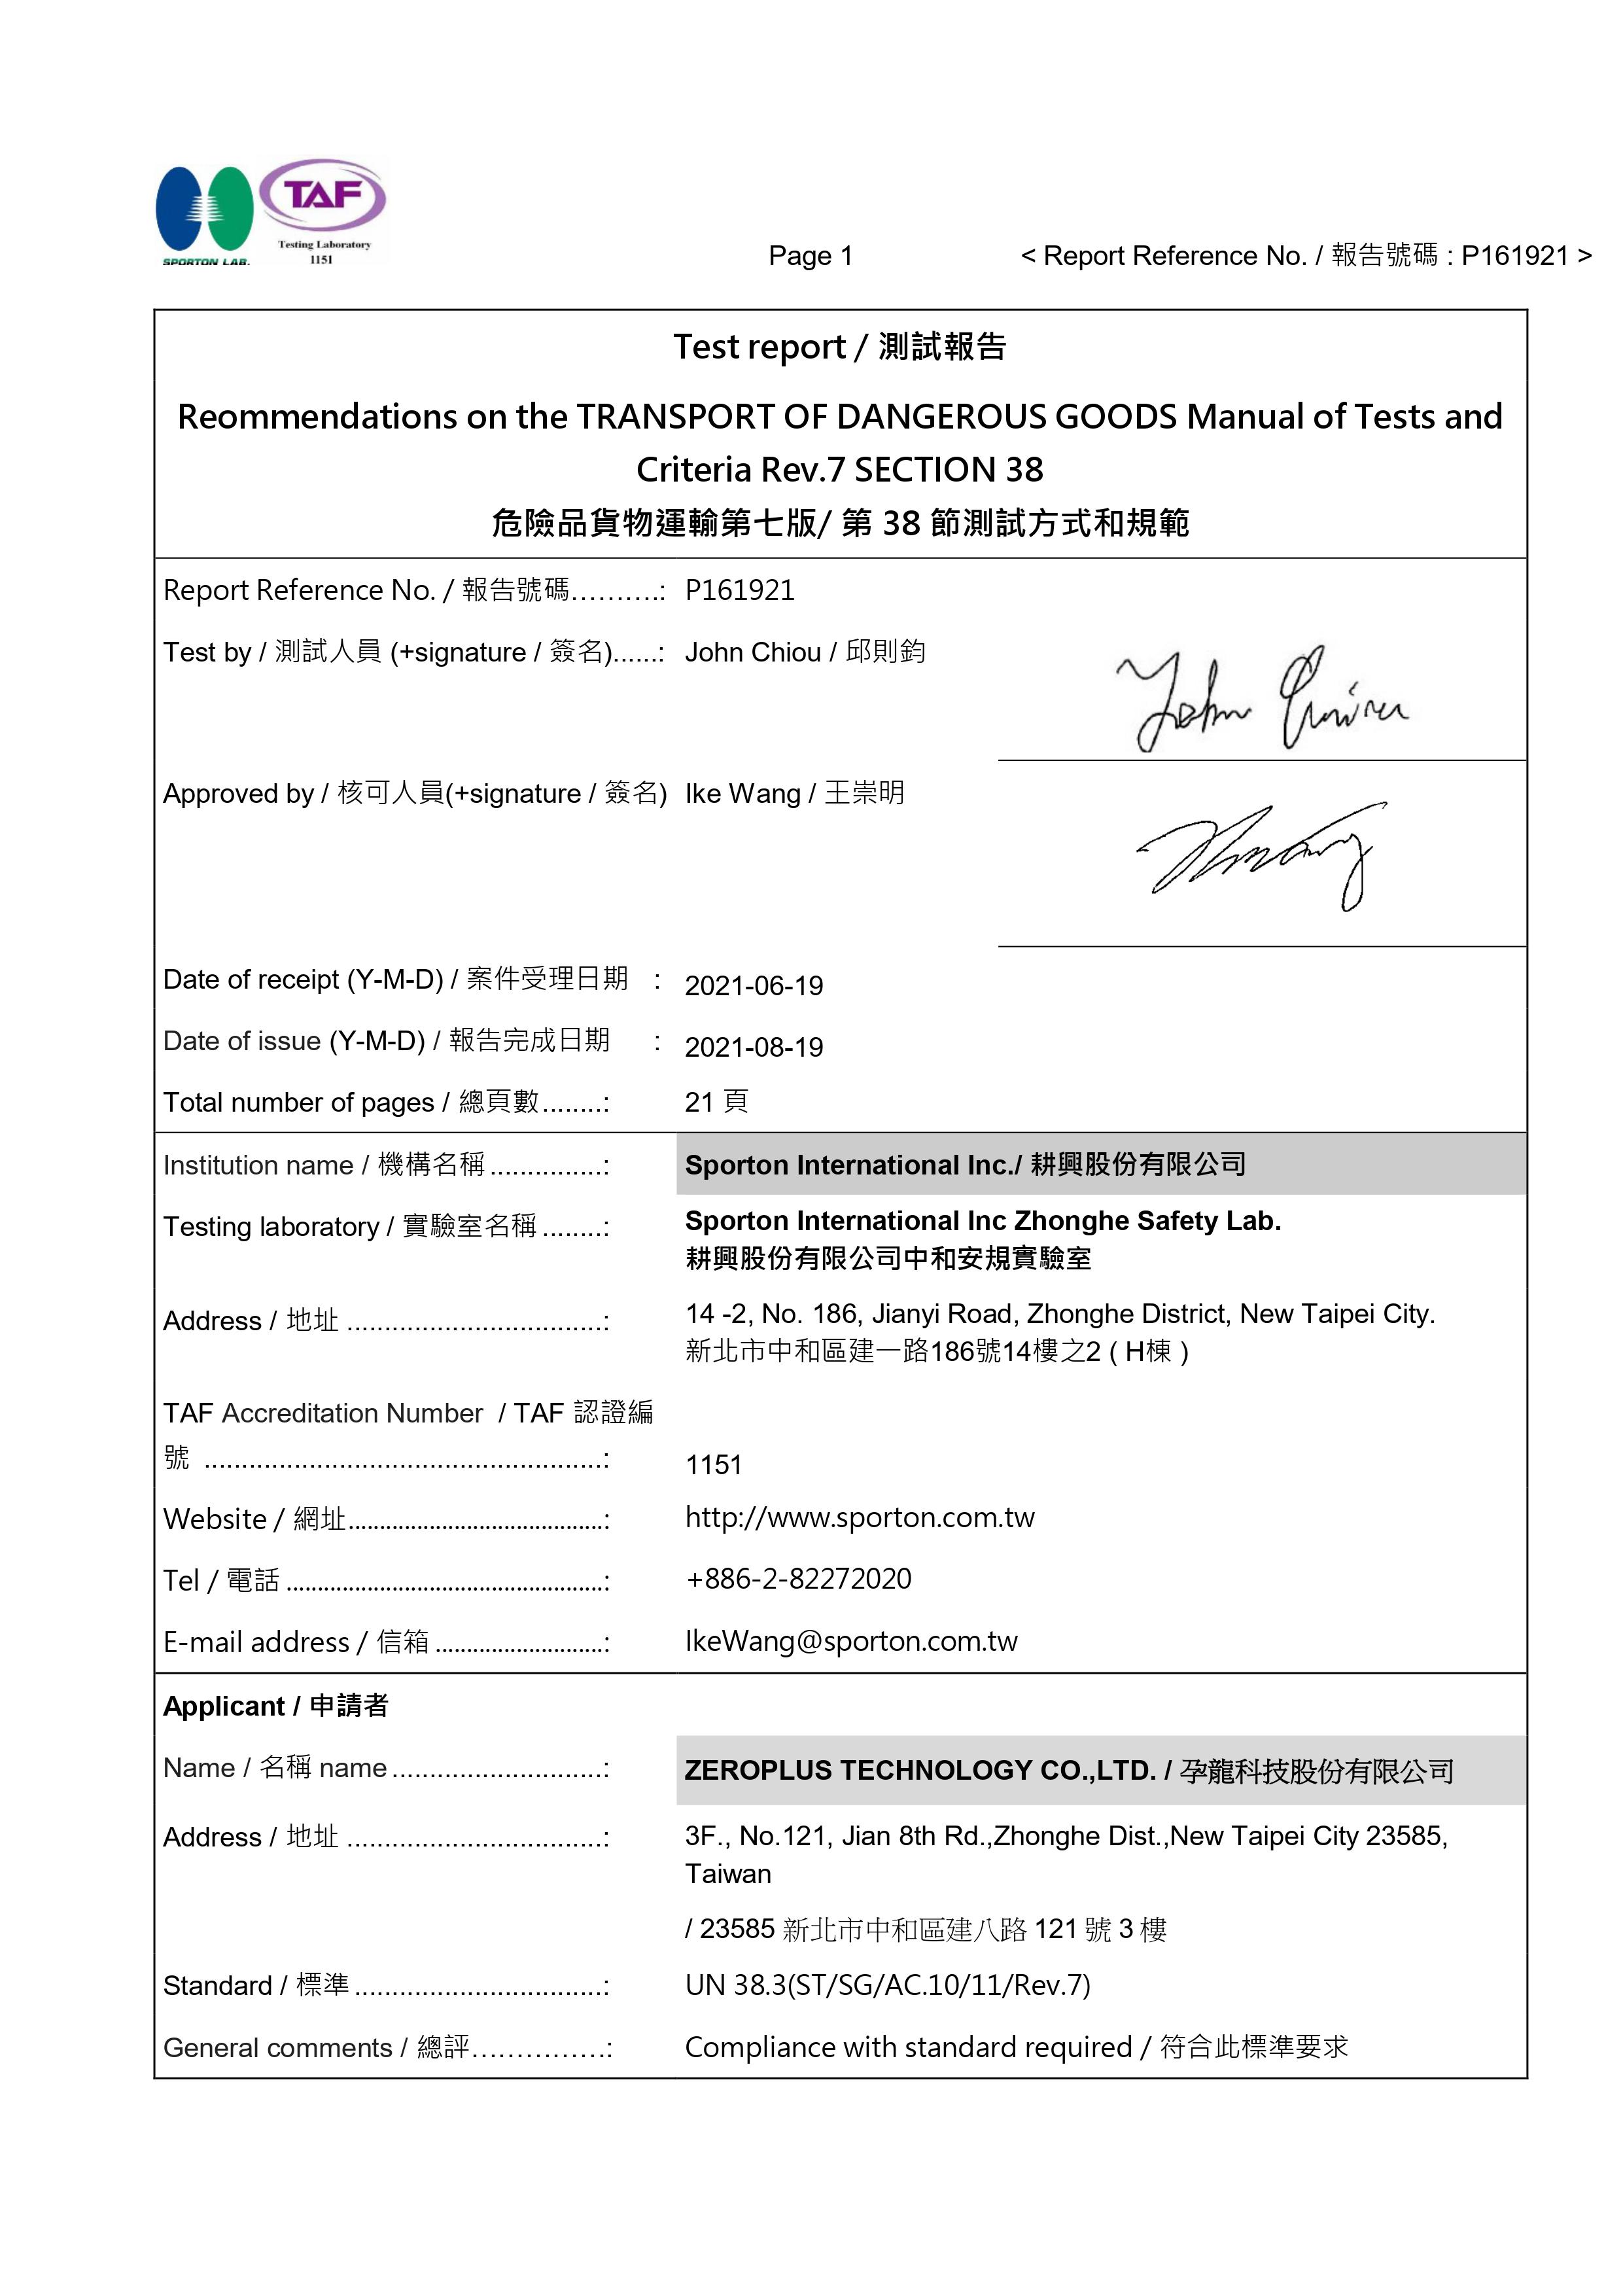 SPORTON LAB.
TAF
Testing Laboratory
1151
Page 1
< Report Reference No. / 報告號碼 : P161921 >
Test report / 測試報告
Reommendations on the TRANSPORT OF DANGEROUS GOODS Manual of Tests and
Criteria Rev.7 SECTION 38
危險品貨物運輸第七版/ 第 38 節測試方式和規範
Report Reference No. / 報告號碼..........: P161921
Test by / 測試人員 (+signature / 簽名)......: John Chiou / 邱則鈞
Approved by / 核可人員(+signature / 簽名) Ike Wang / 王崇明
Date of receipt (Y-M-D) / 案件受理日期 : 2021-06-19
Date of issue (Y-M-D) / 報告完成日期 : 2021-08-19
Total number of pages / 總頁數........: 21 頁
Institution name / 機構名稱...............: Sporton International Inc./ 耕興股份有限公司
Testing laboratory / 實驗室名稱........: Sporton International Inc Zhonghe Safety Lab.
耕興股份有限公司中和安規實驗室
Address / 地址 ..................................: 14 -2, No. 186, Jianyi Road, Zhonghe District, New Taipei City.
新北市中和區建一路186號14樓之2 ( H棟 )
TAF Accreditation Number / TAF 認證編
號 .....................................................: 1151
Website / 網址.........................................: http://www.sporton.com.tw
Tel / 電話...................................................: +886-2-82272020
E-mail address / 信箱...........................: IkeWang@sporton.com.tw
Applicant / 申請者
Name / 名稱 name............................: ZEROPLUS TECHNOLOGY CO.,LTD. / 孕龍科技股份有限公司
Address / 地址 ..................................: 3F., No.121, Jian 8th Rd.,Zhonghe Dist.,New Taipei City 23585,
Taiwan
/ 23585 新北市中和區建八路 121 號 3 樓
Standard / 標準.................................: UN 38.3(ST/SG/AC.10/11/Rev.7)
General comments / 總評...............: Compliance with standard required / 符合此標準要求